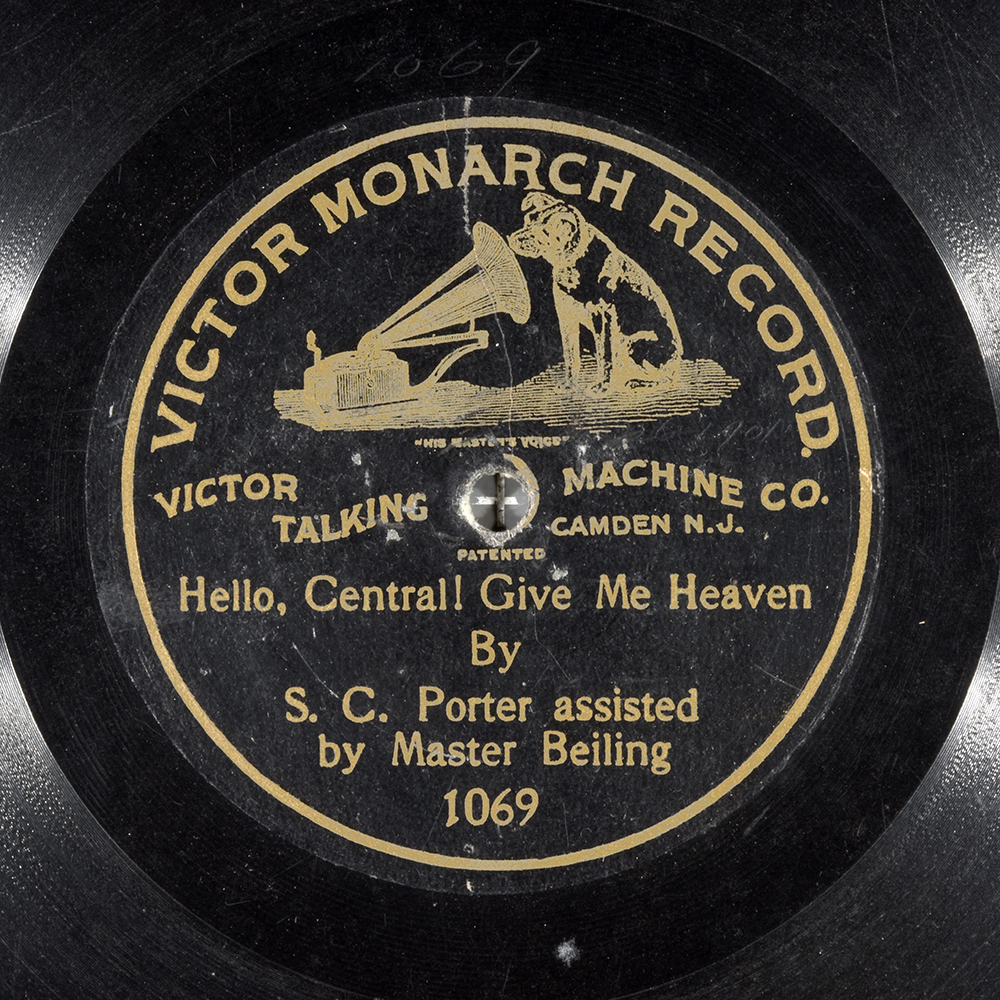 1069
VICTOR MONARCH RECORD.
"HIS MASTER'S VOICE"
VICTOR TALKING MACHINE CO.
CAMDEN N.J.
PATENTED
Hello, Central! Give Me Heaven
By
S. C. Porter assisted
by Master Beiling
1069